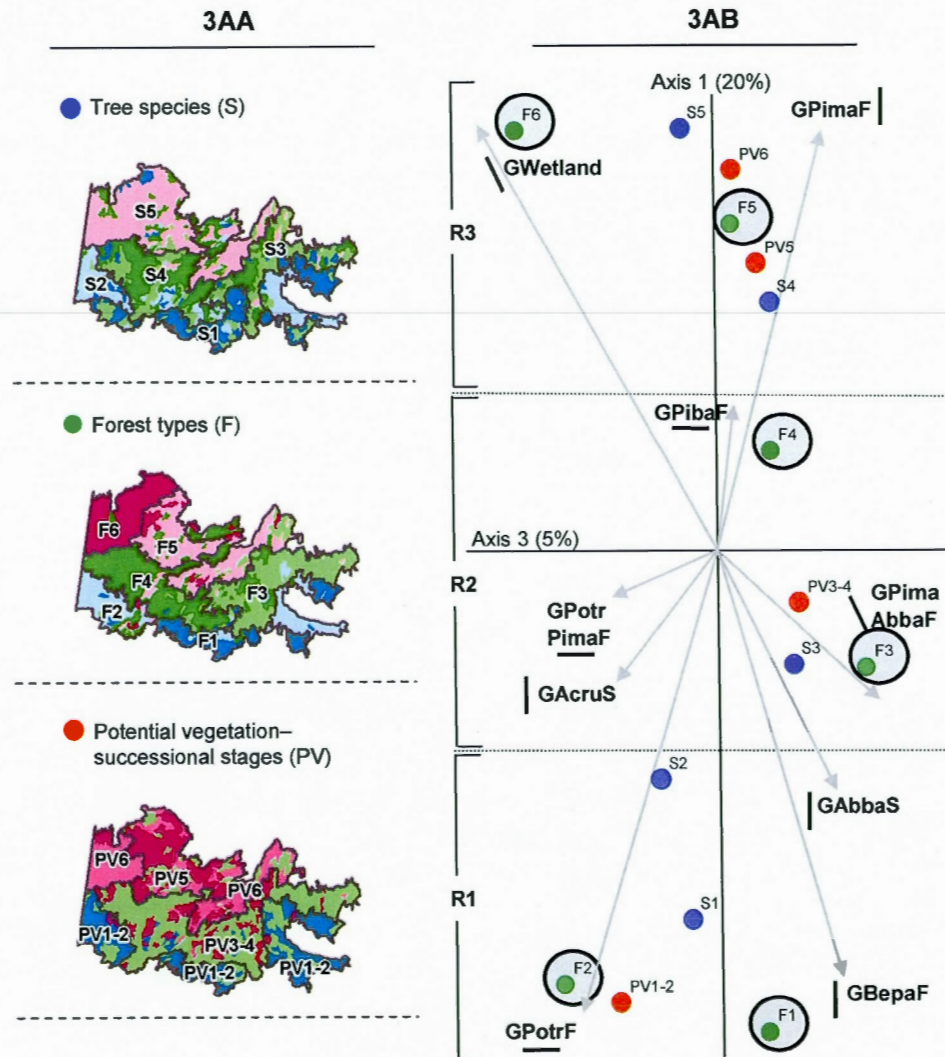 3AA
Tree species (S)
S5
S3
S4
S2
S1
Forest types (F)
F6
F5
F4
F3
F2
F1
Potential vegetation–
successional stages (PV)
PV6
PV5
PV6
PV1-2
PV3-4
PV1-2
PV1-2
3AB
Axis 1 (20%)
F6
S5
GPimaF
GWetland
PV6
F5
R3
PV5
S4
GPibaF
F4
Axis 3 (5%)
R2
PV3-4
GPima
AbbaF
GPotr
PimaF
S3
F3
GAcruS
S2
GAbbaS
R1
S1
F2
PV1-2
GBepaF
F1
GPotrF